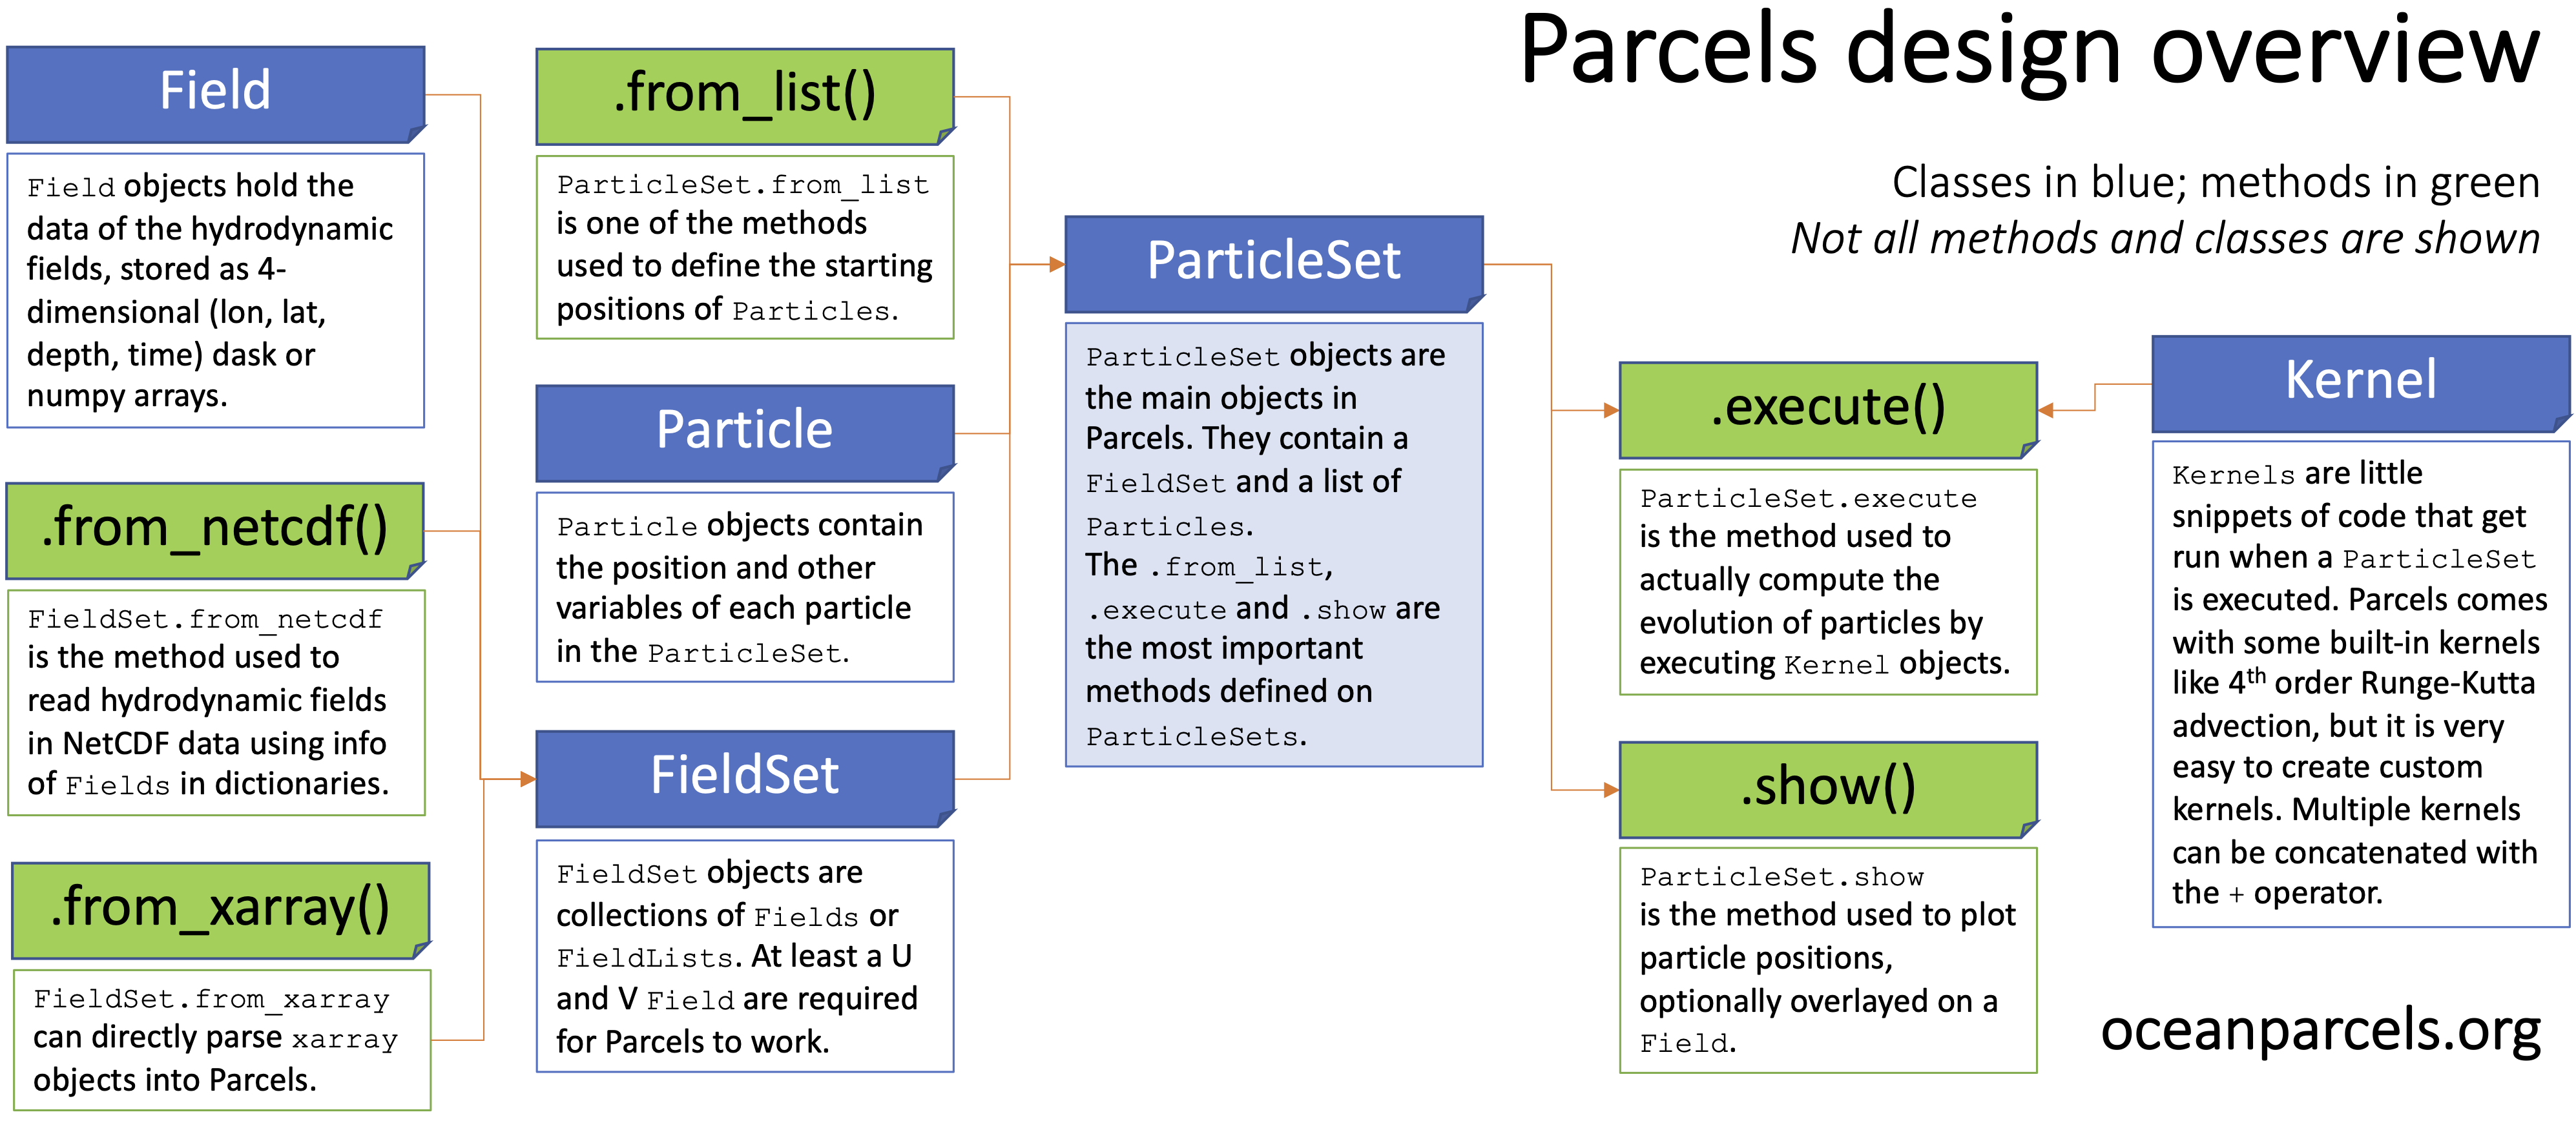 Parcels design overview
Classes in blue; methods in green
Not all methods and classes are shown
Field
Field objects hold the
data of the hydrodynamic
fields, stored as 4-
dimensional (lon, lat,
depth, time) dask or
numpy arrays.
.from_netcdf()
FieldSet.from_netcdf
is the method used to
read hydrodynamic fields
in NetCDF data using info
of Fields in dictionaries.
.from_xarray()
FieldSet.from_xarray
can directly parse xarray
objects into Parcels.
.from_list()
ParticleSet.from_list
is one of the methods
used to define the starting
positions of Particles.
Particle
Particle objects contain
the position and other
variables of each particle
in the ParticleSet.
FieldSet
FieldSet objects are
collections of Fields or
FieldLists. At least a U
and V Field are required
for Parcels to work.
ParticleSet
ParticleSet objects are
the main objects in
Parcels. They contain a
FieldSet and a list of
Particles.
The .from_list,
.execute and .show are
the most important
methods defined on
ParticleSets.
.execute()
ParticleSet.execute
is the method used to
actually compute the
evolution of particles by
executing Kernel objects.
.show()
ParticleSet.show
is the method used to plot
particle positions,
optionally overlayed on a
Field.
Kernel
Kernels are little
snippets of code that get
run when a ParticleSet
is executed. Parcels comes
with some built-in kernels
like 4th order Runge-Kutta
advection, but it is very
easy to create custom
kernels. Multiple kernels
can be concatenated with
the + operator.
oceanparcels.org